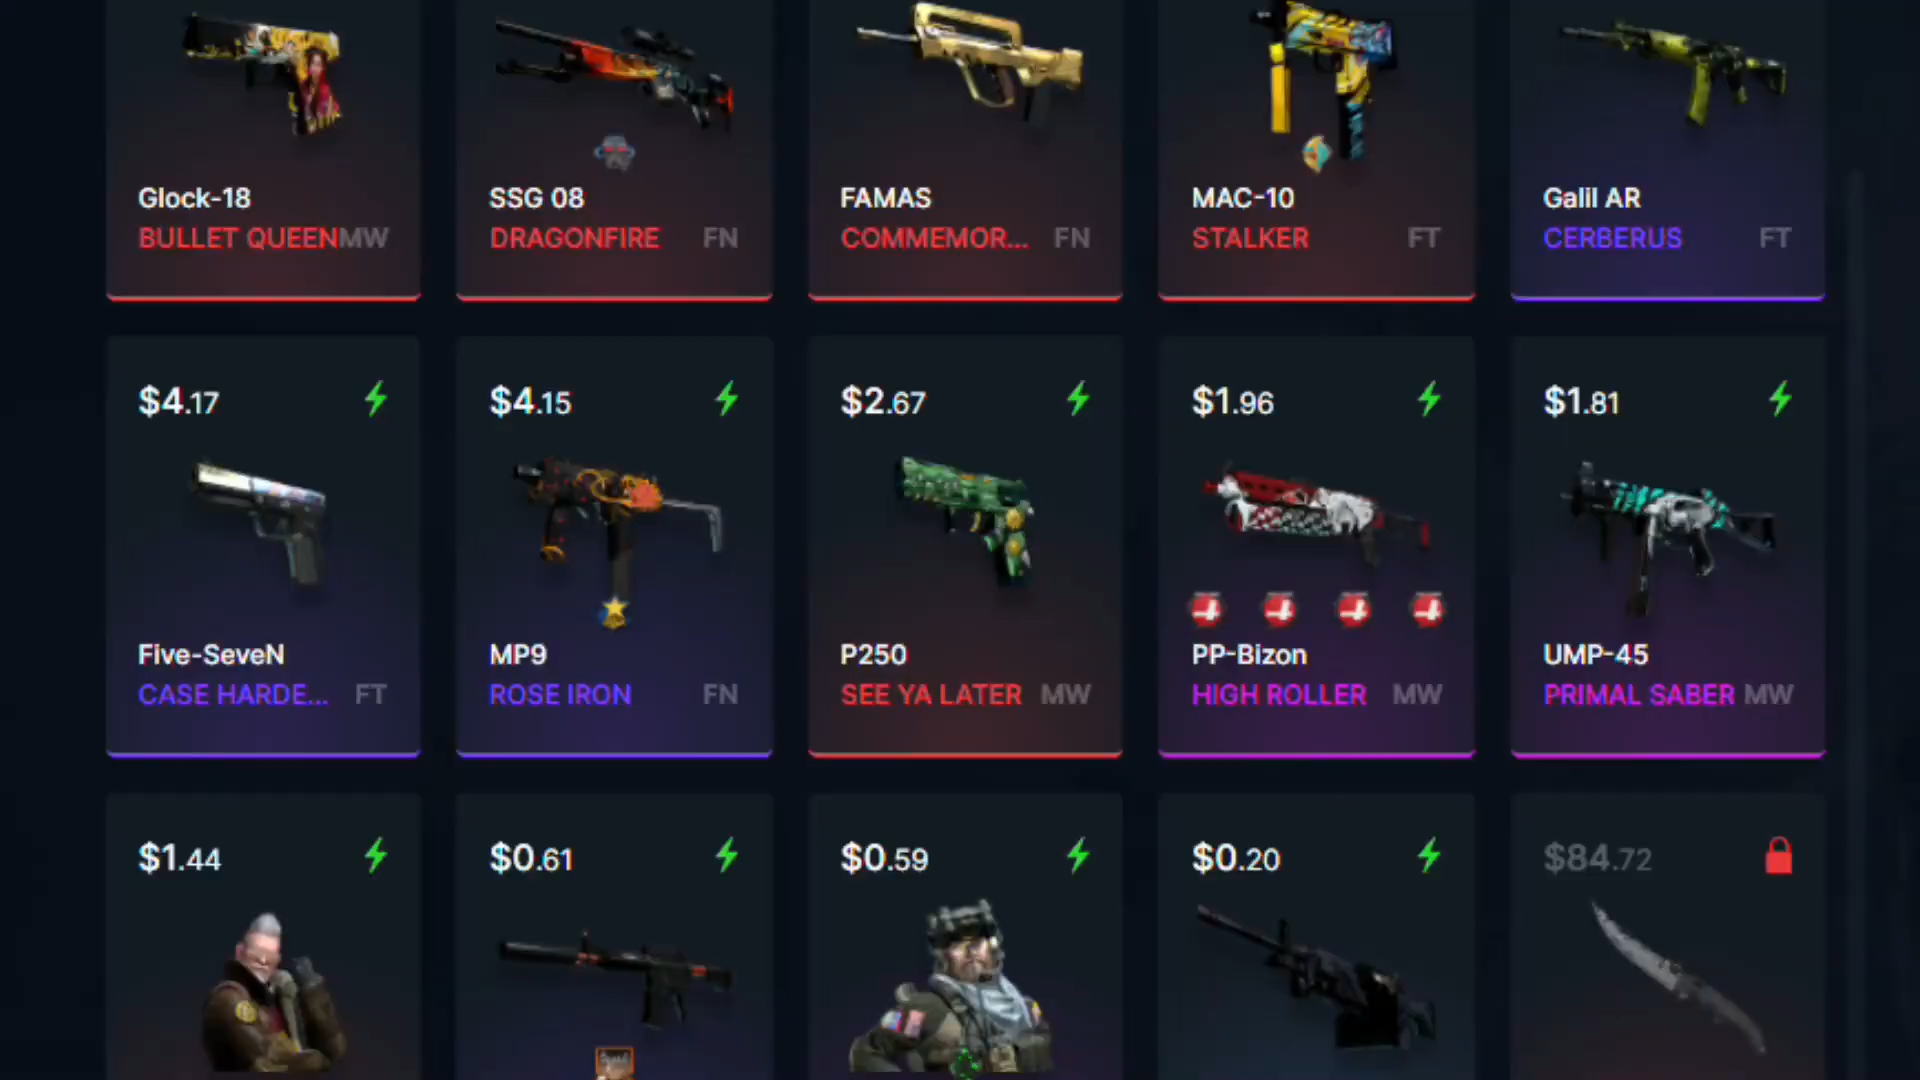 Glock-18
BULLET QUEEN MW
SSG 08
DRAGONFIRE FN
FAMAS
COMMEMOR... FN
MAC-10
STALKER FT
Galil AR
CERBERUS FT
$4.17
Five-SeveN
CASE HARDE... FT
$4.15
MP9
ROSE IRON FN
$2.67
P250
SEE YA LATER MW
$1.96
PP-Bizon
HIGH ROLLER MW
$1.81
UMP-45
PRIMAL SABER MW
$1.44
$0.61
$0.59
$0.20
$84.72